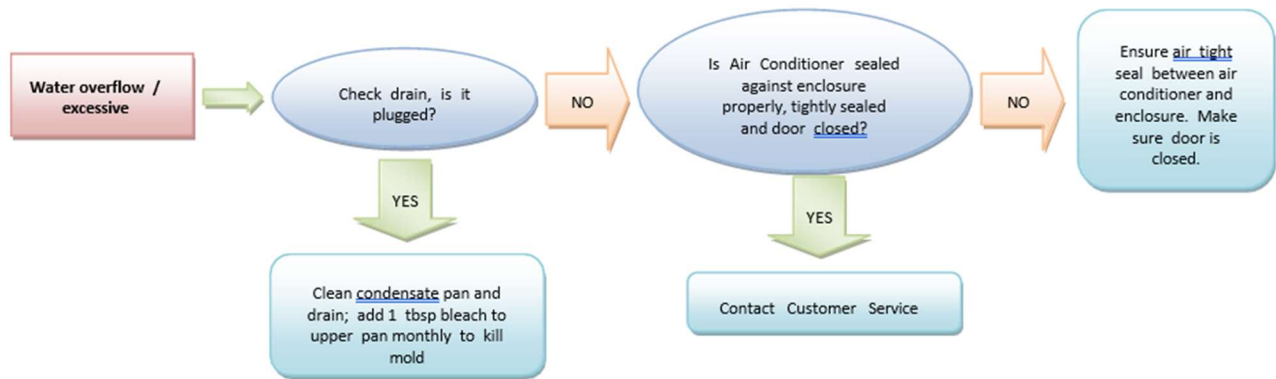 Water overflow /
excessive
Check drain, is it
plugged?
NO
Is Air Conditioner sealed
against enclosure
properly, tightly sealed
and door closed?
NO
Ensure air tight
seal between air
conditioner and
enclosure. Make
sure door is
closed.
YES
Clean condensate pan and
drain; add 1 tbsp bleach to
upper pan monthly to kill
mold
YES
Contact Customer Service